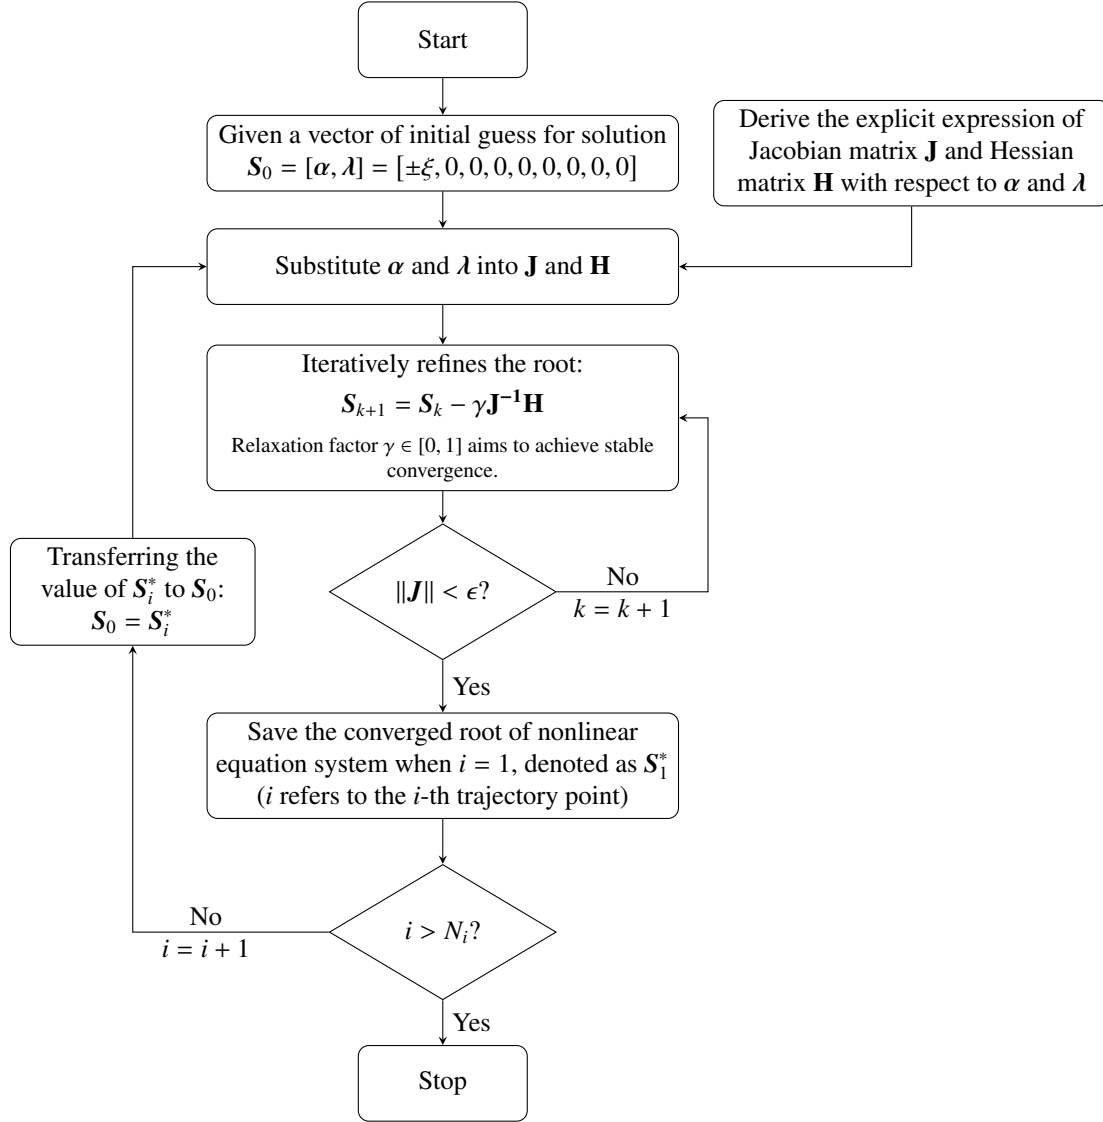 Start
Given a vector of initial guess for solution
S₀ = [α, λ] = [±ξ, 0, 0, 0, 0, 0, 0, 0, 0]
Derive the explicit expression of
Jacobian matrix J and Hessian
matrix H with respect to α and λ
Substitute α and λ into J and H
Iteratively refines the root:
Sₖ₊₁ = Sₖ − γJ⁻¹H
Relaxation factor γ ∈ [0, 1] aims to achieve stable
convergence.
Transferring the
value of Sᵢ* to S₀:
S₀ = Sᵢ*
‖J‖ < ϵ?
No
k = k + 1
Yes
Save the converged root of nonlinear
equation system when i = 1, denoted as S₁*
(i refers to the i-th trajectory point)
No
i = i + 1
i > Nᵢ?
Yes
Stop